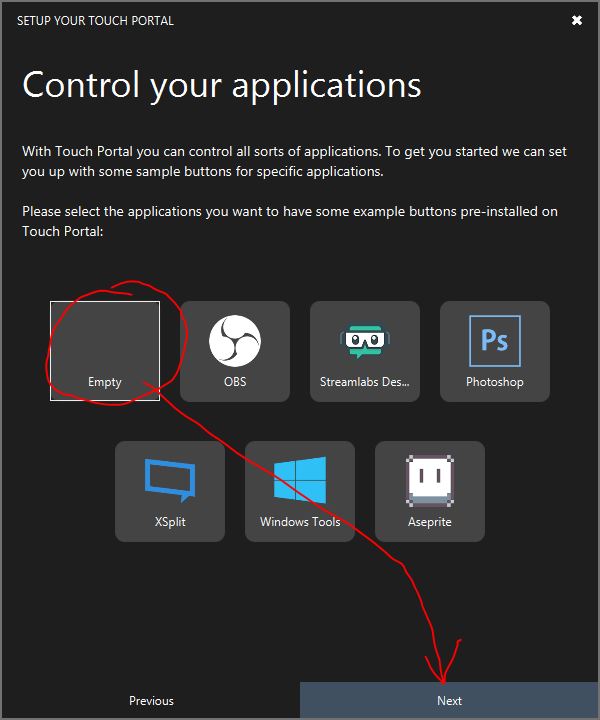 SETUP YOUR TOUCH PORTAL
Control your applications
With Touch Portal you can control all sorts of applications. To get you started we can set
you up with some sample buttons for specific applications.
Please select the applications you want to have some example buttons pre-installed on
Touch Portal:
Empty
OBS
Streamlabs Des...
Ps
Photoshop
XSplit
Windows Tools
Aseprite
Previous
Next